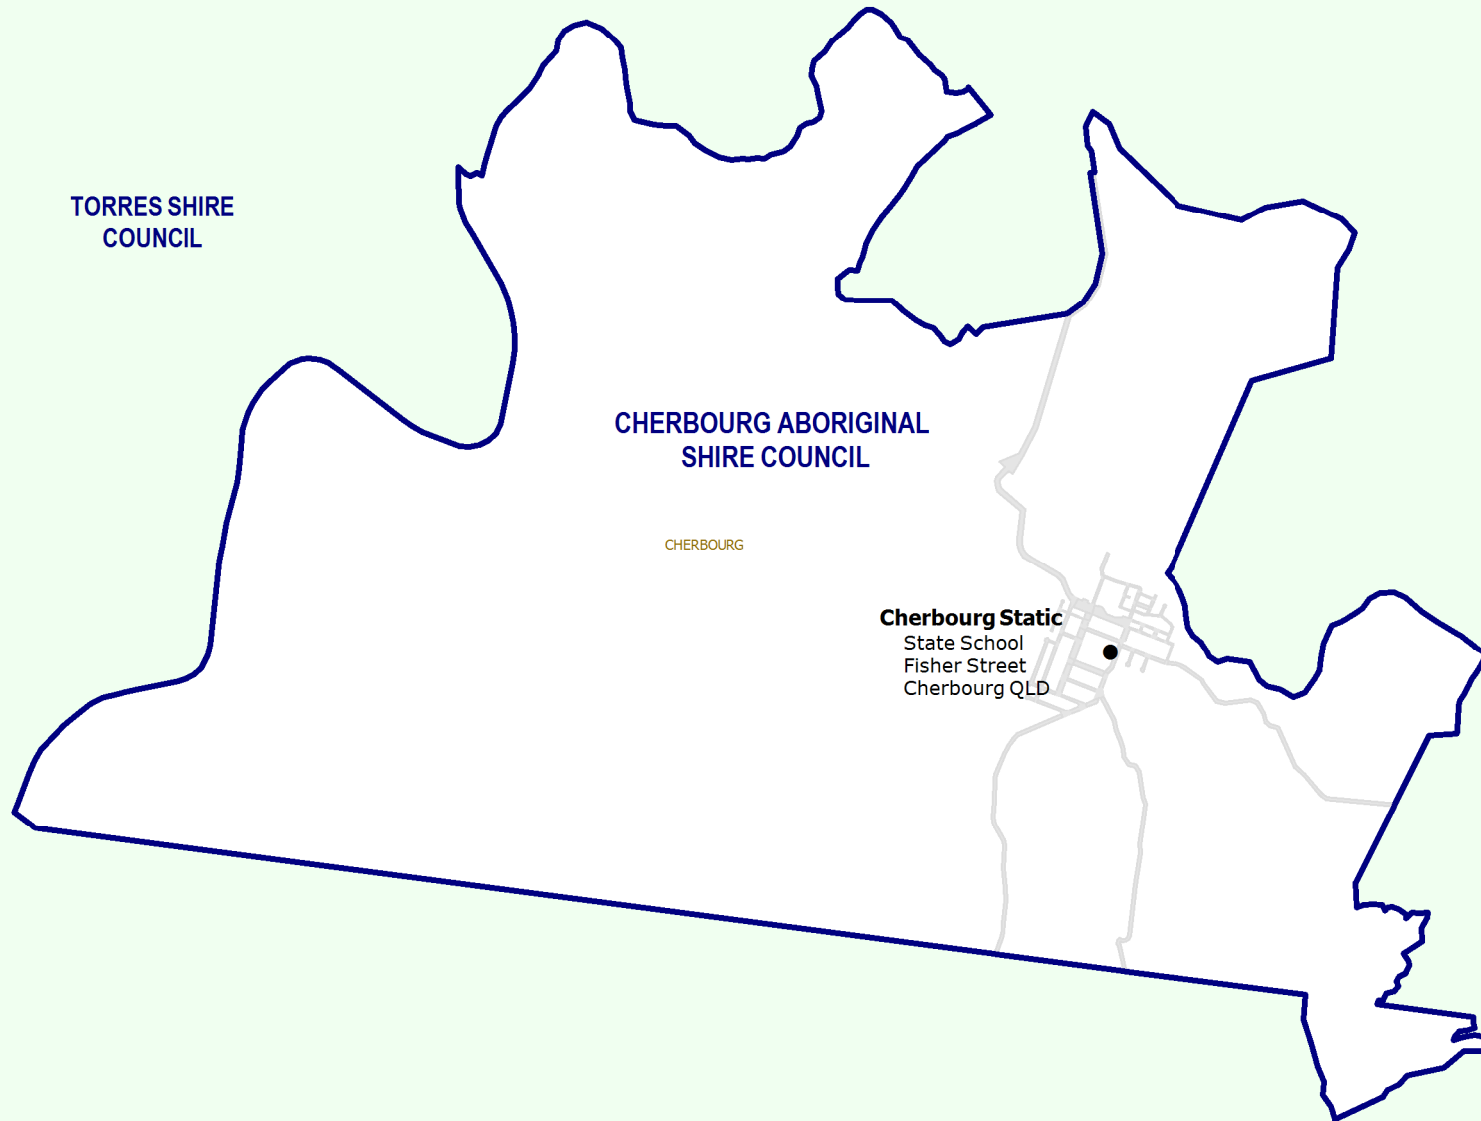 TORRES SHIRE
COUNCIL
CHERBOURG ABORIGINAL
SHIRE COUNCIL
CHERBOURG
Cherbourg Static
State School
Fisher Street
Cherbourg QLD